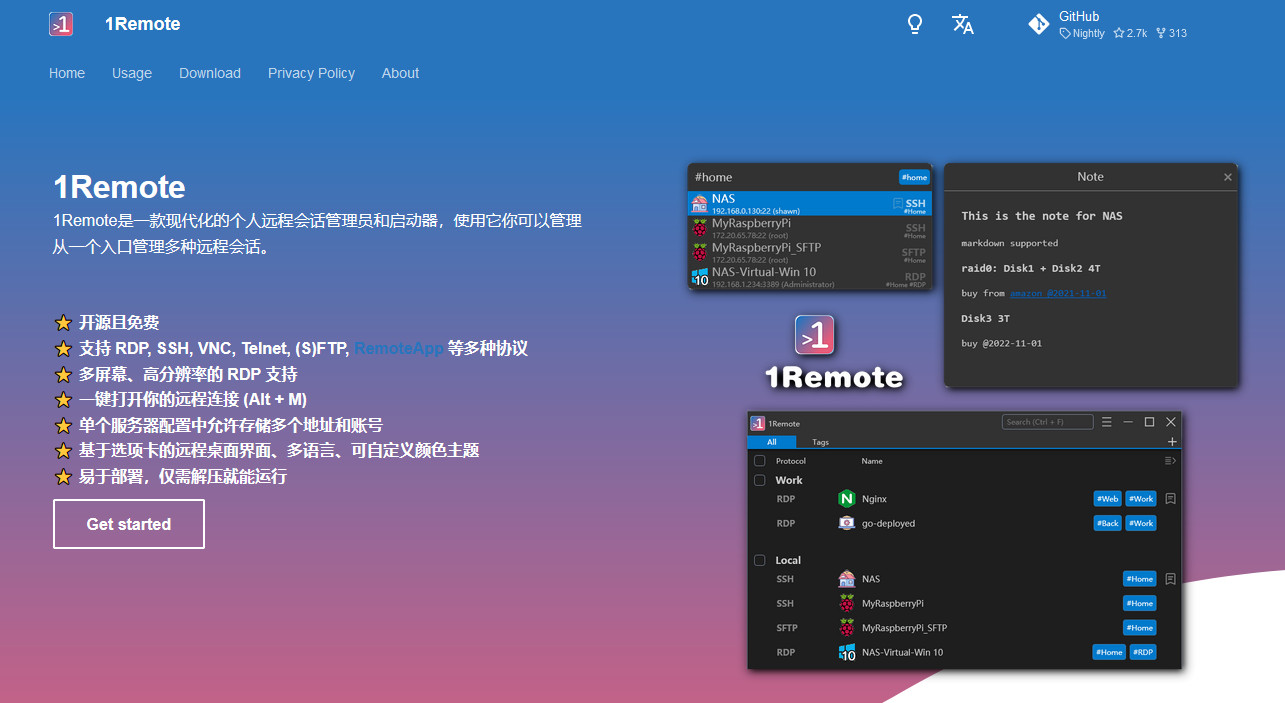 1Remote
GitHub
Nightly 2.7k 313
Home Usage Download Privacy Policy About
1Remote
1Remote是一款现代化的个人远程会话管理员和启动器，使用它你可以管理
从一个入口管理多种远程会话。
开源且免费
支持 RDP, SSH, VNC, Telnet, (S)FTP, RemoteApp 等多种协议
多屏幕、高分辨率的 RDP 支持
一键打开你的远程连接 (Alt + M)
单个服务器配置中允许存储多个地址和账号
基于选项卡的远程桌面界面、多语言、可自定义颜色主题
易于部署，仅需解压就能运行
Get started
#home #home
NAS SSH
192.168.0.130:22 (shawn) #Home
MyRaspberryPi SSH
172.20.65.78:22 (root) #Home
MyRaspberryPi_SFTP SFTP
172.20.65.78:22 (root) #Home
NAS-Virtual-Win 10 RDP
192.168.1.234:3389 (Administrator) #Home #RDP
Note
This is the note for NAS
markdown supported
raid0: Disk1 + Disk2 4T
buy from amazon @2021-11-01
Disk3 3T
buy @2022-11-01
>1
1Remote
1Remote Search (Ctrl + F)
All Tags
Protocol Name
Work
RDP Nginx #Web #Work
RDP go-deployed #Back #Work
Local
SSH NAS #Home
SSH MyRaspberryPi #Home
SFTP MyRaspberryPi_SFTP #Home
RDP NAS-Virtual-Win 10 #Home #RDP